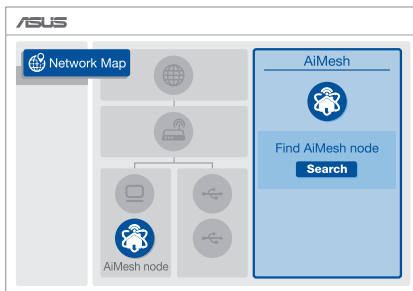 ASUS
Network Map
AiMesh
Find AiMesh node
Search
AiMesh node